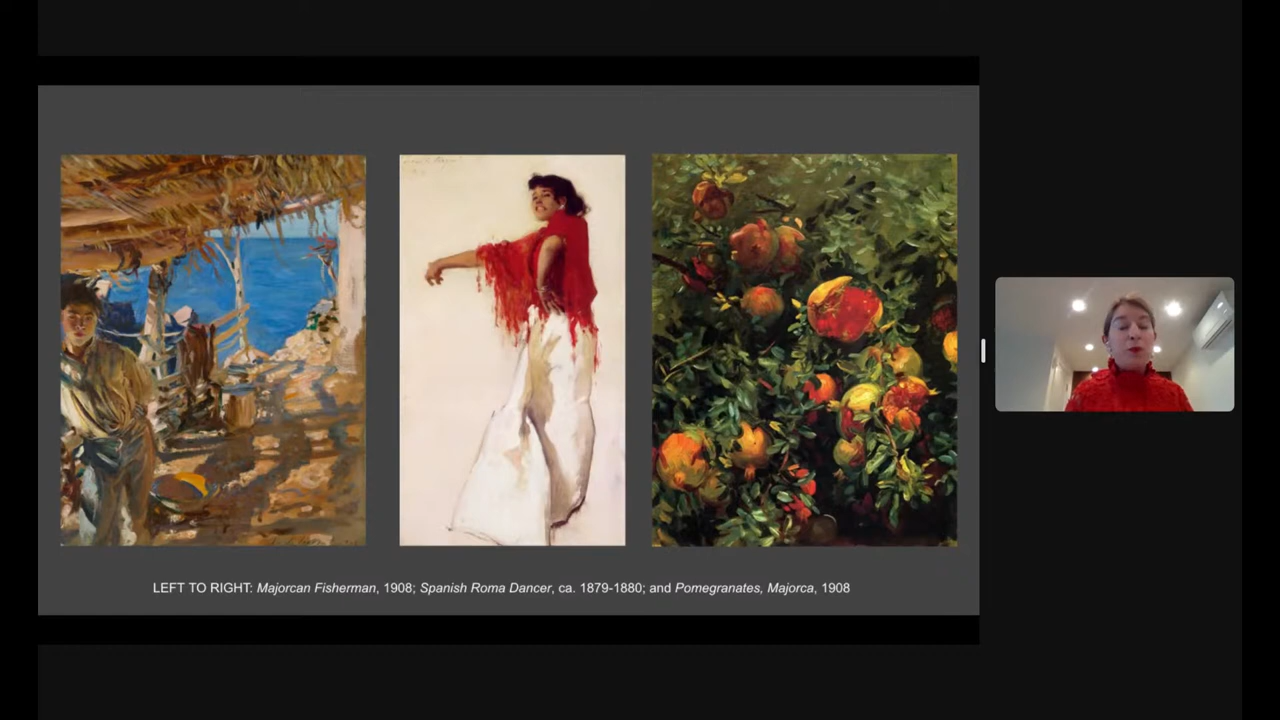 LEFT TO RIGHT: Majorcan Fisherman, 1908; Spanish Roma Dancer, ca. 1879-1880; and Pomegranates, Majorca, 1908